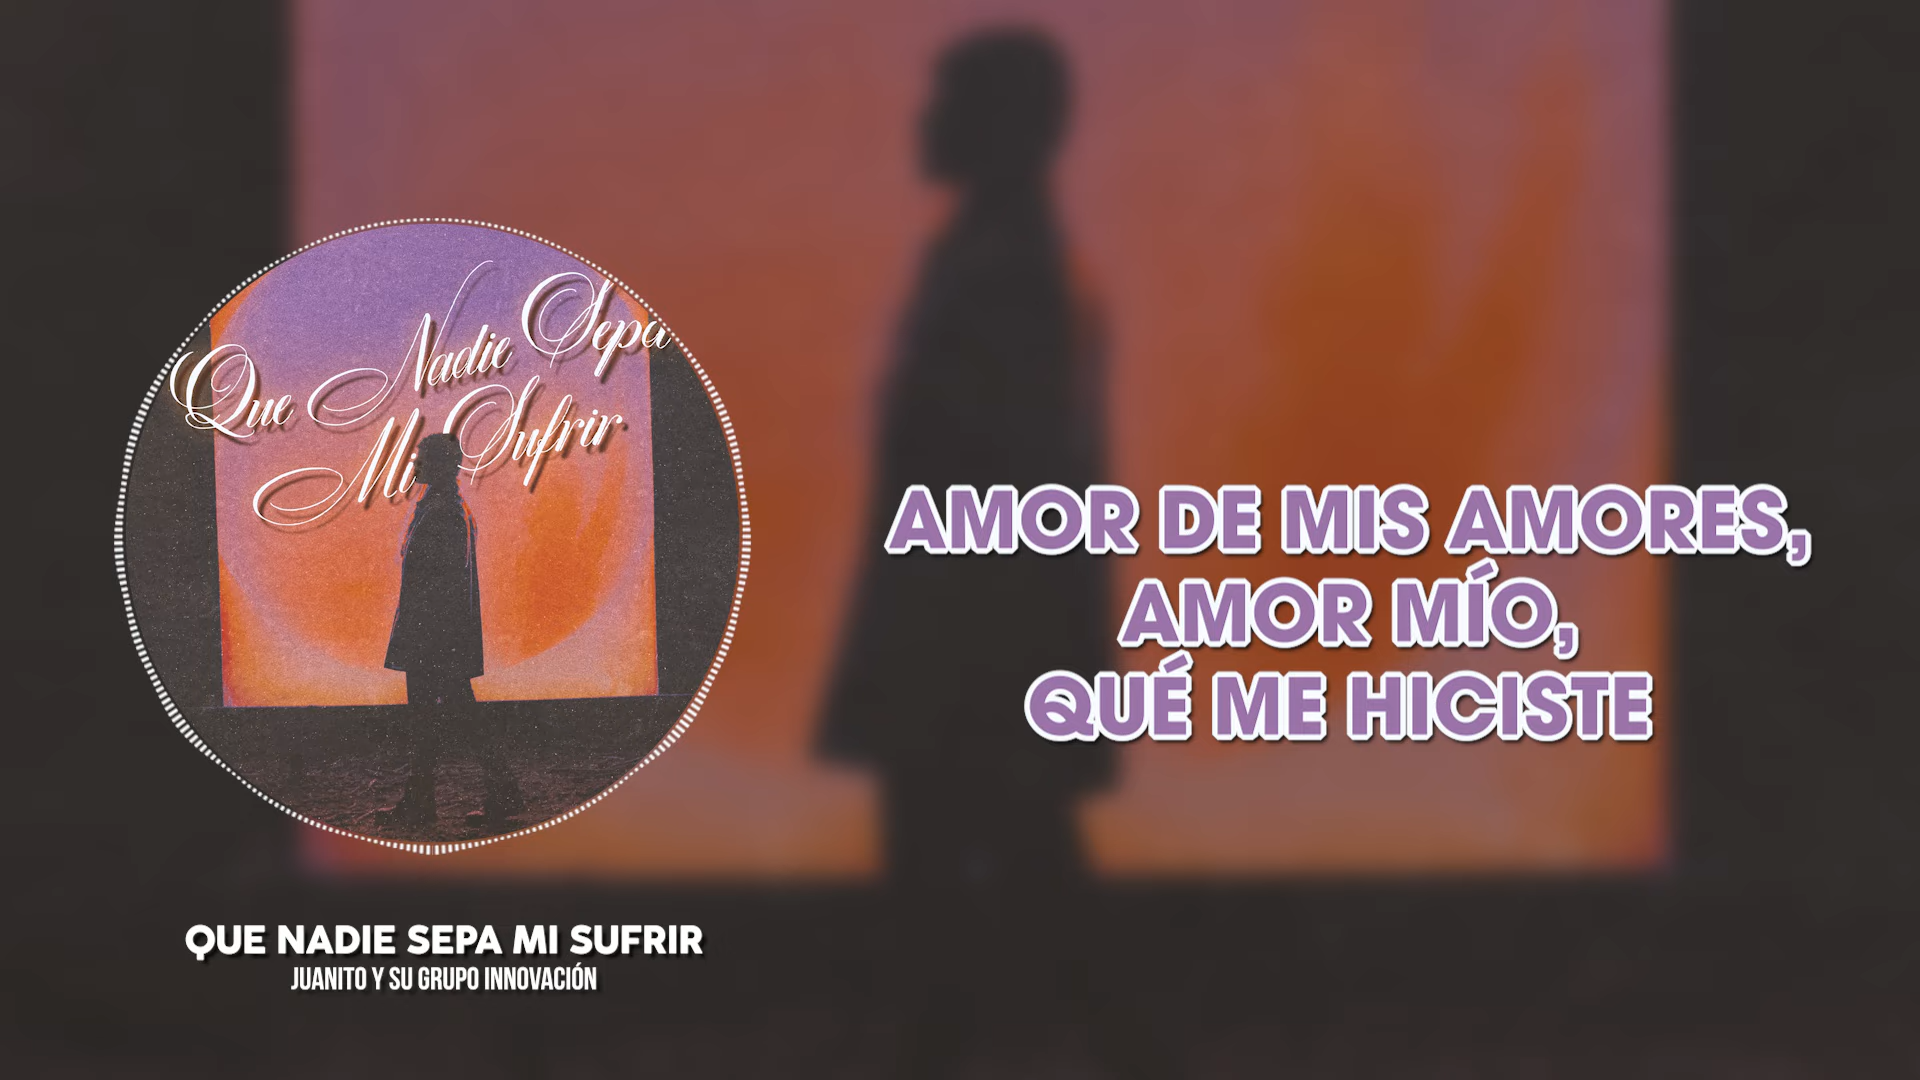 Que Nadie Sepa
Mi Sufrir
AMOR DE MIS AMORES,
AMOR MÍO,
QUÉ ME HICISTE
QUE NADIE SEPA MI SUFRIR
JUANITO Y SU GRUPO INNOVACIÓN